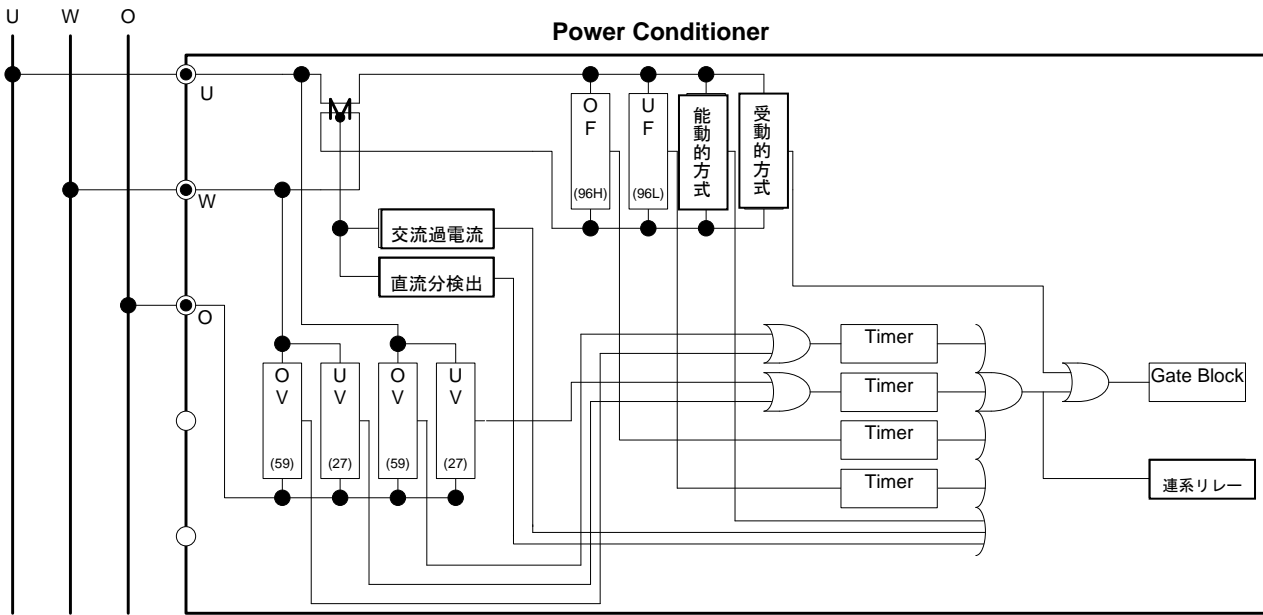 U W O
Power Conditioner
U
O
F
(96H)
U
F
(96L)
能動的方式
受動的方式
M
W
交流過電流
直流分検出
O
Timer
Timer
Timer
Timer
Gate Block
連系リレー
O
V
(59)
U
V
(27)
O
V
(59)
U
V
(27)